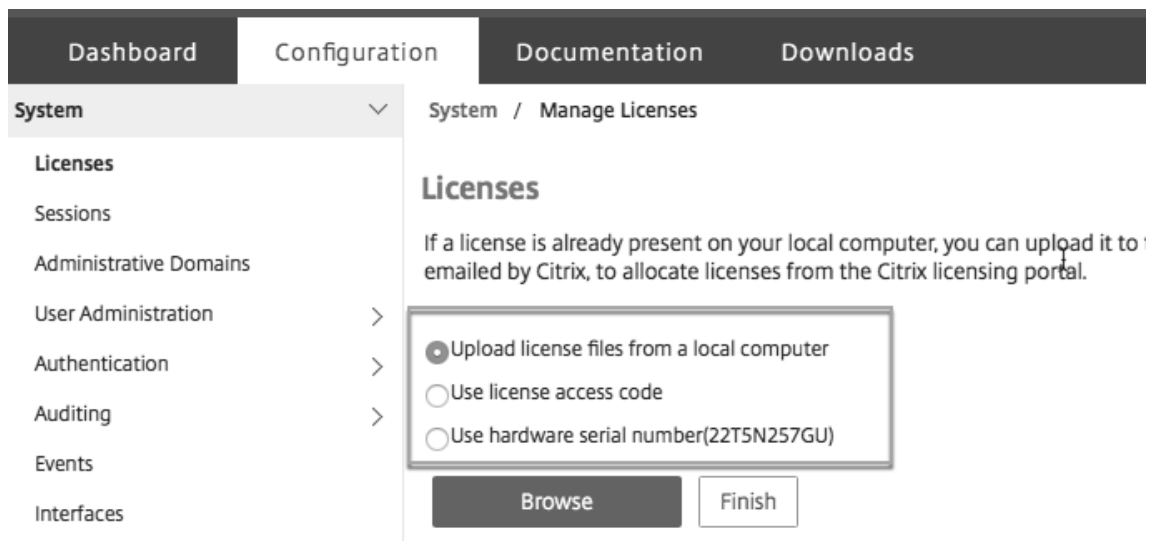 Dashboard Configuration Documentation Downloads
System
System / Manage Licenses
Licenses
Sessions
Administrative Domains
User Administration
Authentication
Auditing
Events
Interfaces
Licenses
If a license is already present on your local computer, you can upload it to
emailed by Citrix, to allocate licenses from the Citrix licensing portal.
Upload license files from a local computer
Use license access code
Use hardware serial number(22T5N257GU)
Browse Finish